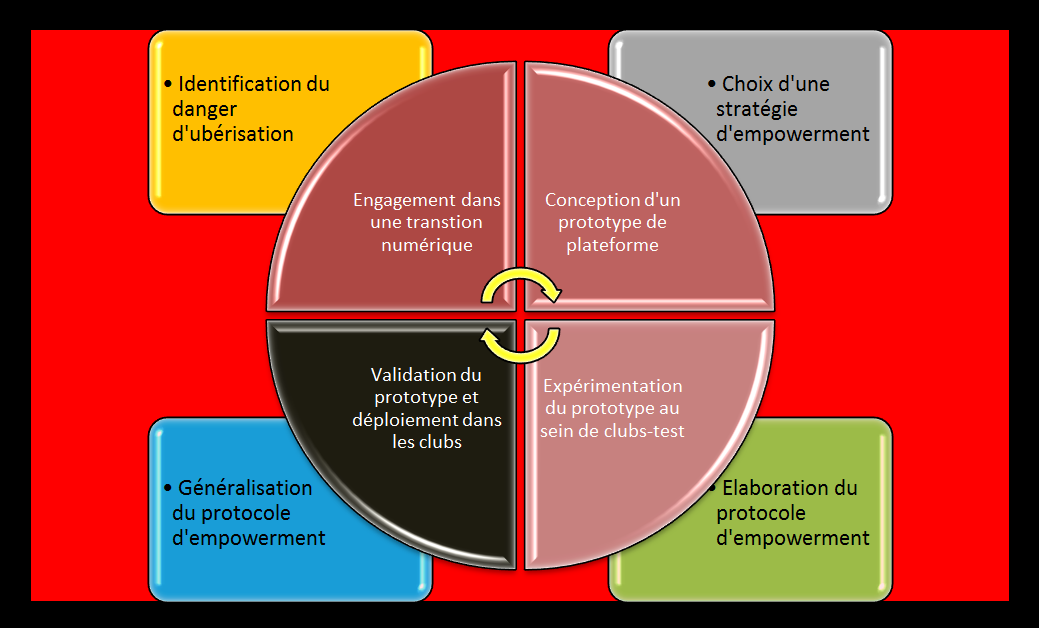 • Identification du
danger
d'ubérisation
• Choix d'une
stratégie
d'empowerment
Engagement dans
une transtion
numérique
Conception d'un
prototype de
plateforme
Validation du
prototype et
déploiement dans
les clubs
Expérimentation
du prototype au
sein de clubs-test
• Généralisation
du protocole
d'empowerment
• Elaboration du
protocole
d'empowerment